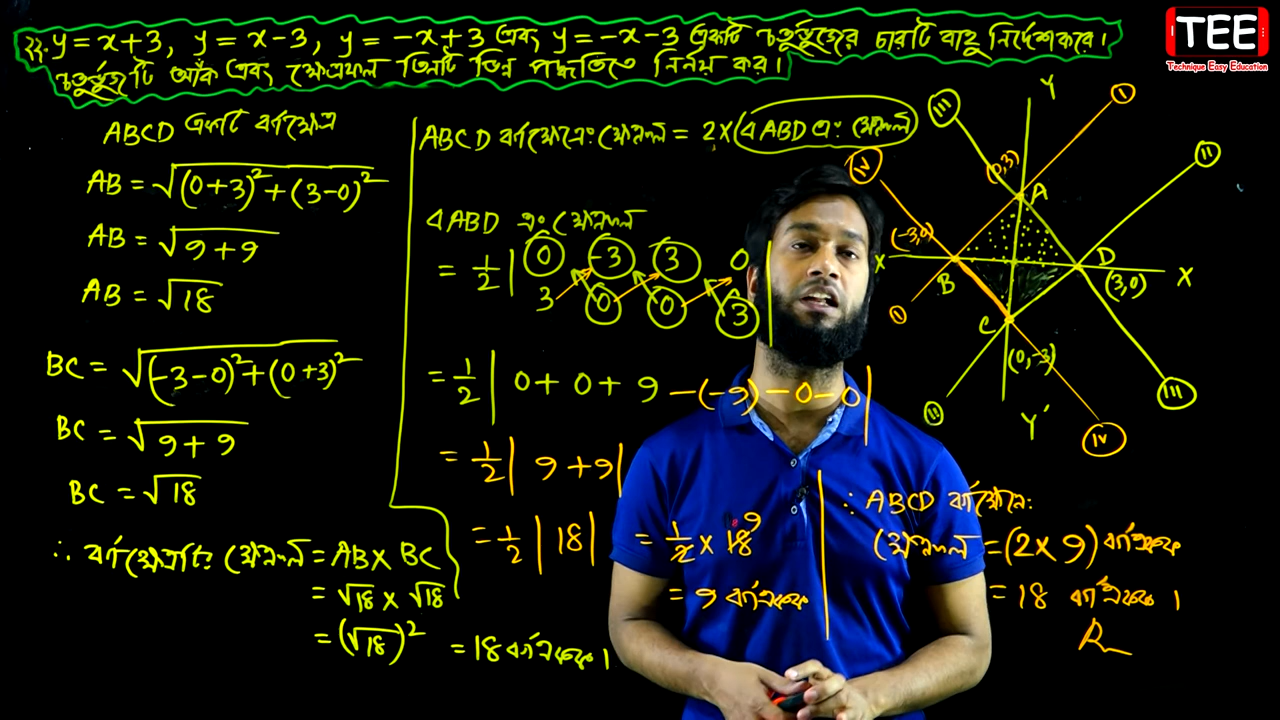 ২২. y = x+3, y = x-3, y = -x+3 এবং y = -x-3 একটি চতুর্ভুজের চারটি বাহু নির্দেশ করে।
চতুর্ভুজটি আঁক এবং ক্ষেত্রফল তিনটি ভিন্ন পদ্ধতিতে নির্ণয় কর।
TEE
Technique Easy Education
ABCD একটি বর্গক্ষেত্র
AB = √(0+3)²+(3-0)²
AB = √9+9
AB = √18
BC = √(-3-0)²+(0+3)²
BC = √9+9
BC = √18
∴ বর্গক্ষেত্রটির ক্ষেত্রফল = AB x BC
= √18 x √18
= (√18)² = 18 বর্গএকক।
ABCD বর্গক্ষেত্রের ক্ষেত্রফল = 2x(ΔABD এর ক্ষেত্রফল)
ΔABD এর ক্ষেত্রফল
= 1/2 | 0 -3 3 0
3 0 0 3 |
= 1/2 | 0+0+9 -(-9)-0-0 |
= 1/2 | 9+9 |
= 1/2 | 18 | = 1/2 x 18 9
= 9 বর্গএকক
∴ ABCD বর্গক্ষেত্রের
ক্ষেত্রফল = (2x9) বর্গএকক
= 18 বর্গএকক।
Y
I
III
II
IV
(0,3)
A
(-3,0)
X
B
D
X
(3,0)
I
C
(0,-3)
II
Y'
III
IV